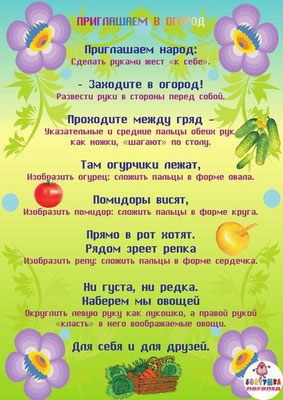 ПРИГЛАШАЕМ В ОГОРОД
Приглашаем народ:
Сделать руками жест «к себе».
- Заходите в огород!
Развести руки в стороны перед собой.
Проходите между гряд –
Указательные и средние пальцы обеих рук,
как ножки, «шагают» по столу.
Там огурчики лежат,
Изобразить огурец: сложить пальцы в форме овала.
Помидоры висят,
Изобразить помидор: сложить пальцы в форме круга.
Прямо в рот хотят.
Рядом зреет репка
Изобразить репу: сложить пальцы в форме сердечка.
Ни густа, ни редка.
Наберем мы овощей
Округлить левую руку как лукошко, а правой рукой
«класть» в него воображаемые овощи.
Для себя и для друзей.
БОЛТУШКА
ЛОГОПЕД